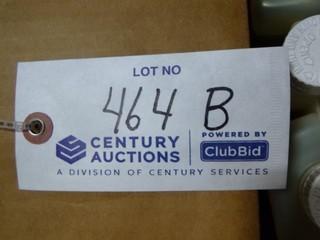 LOT NO
464 B
CENTURY AUCTIONS
POWERED BY ClubBid
A DIVISION OF CENTURY SERVICES